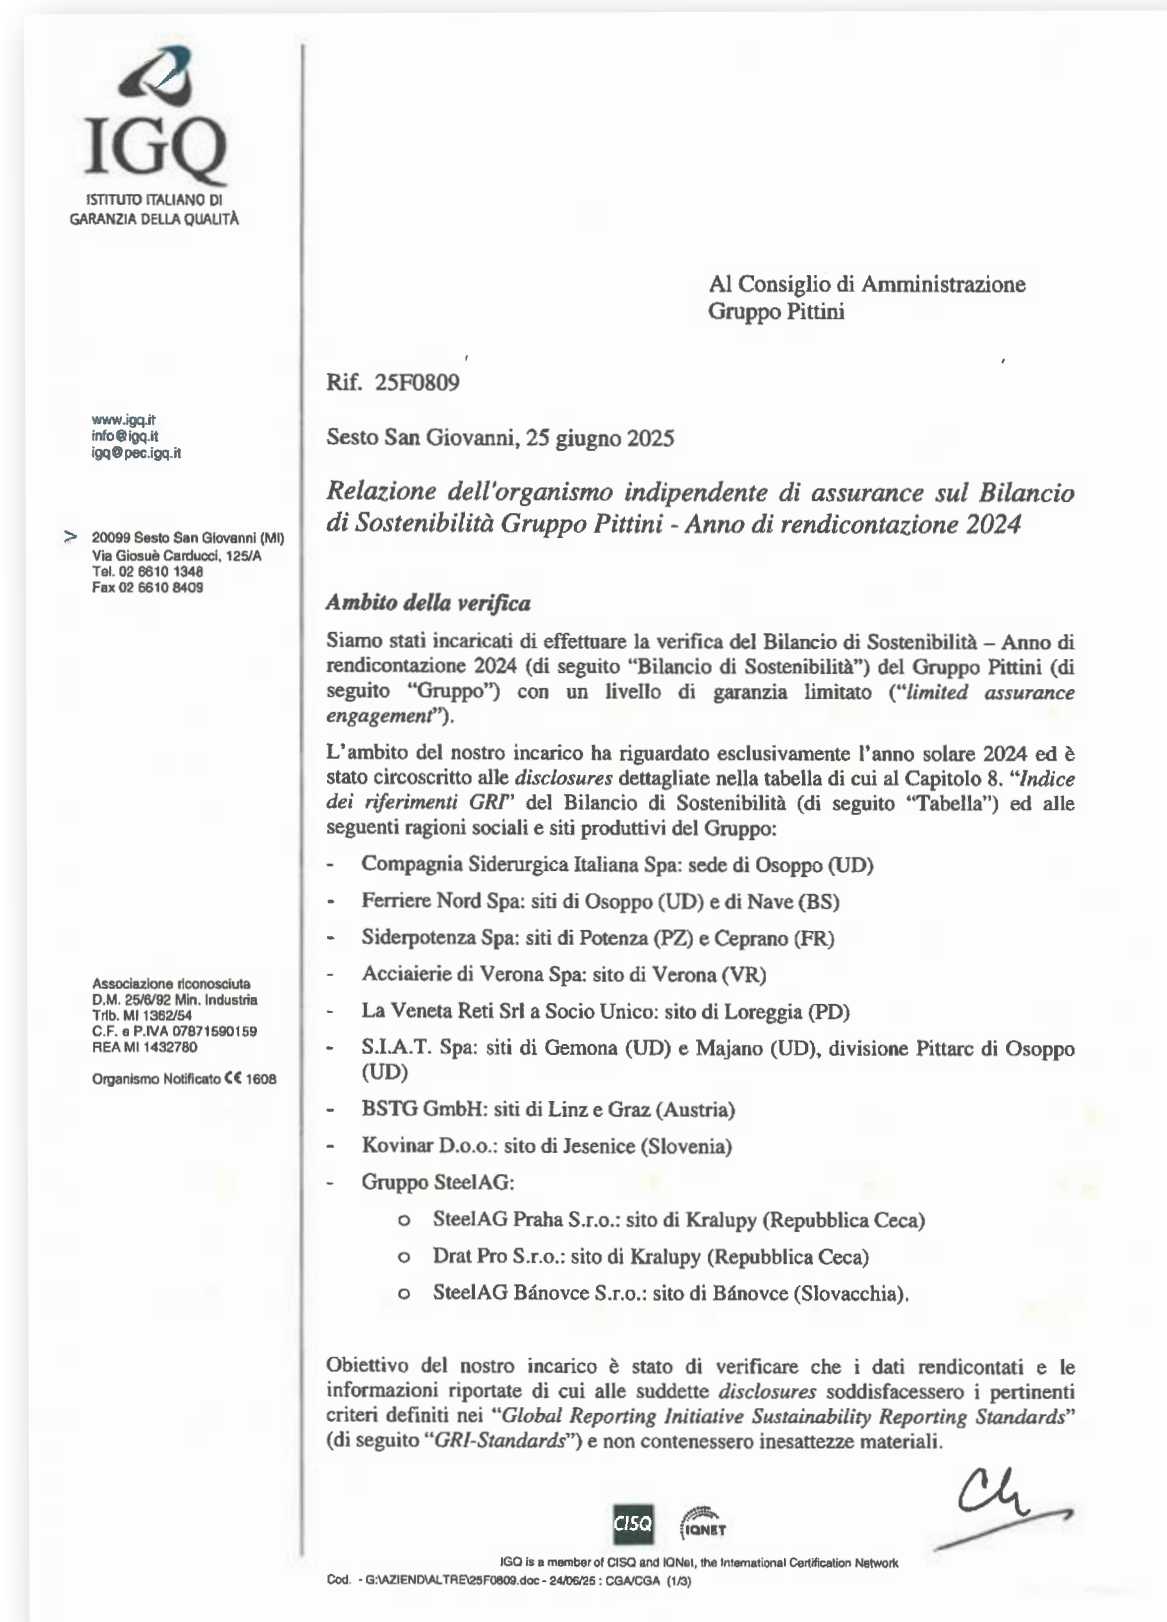 IGQ
ISTITUTO ITALIANO DI
GARANZIA DELLA QUALITÀ
Al Consiglio di Amministrazione
Gruppo Pittini
Rif. 25F0809
www.igq.it
info@igq.it
igq@pec.igq.it
Sesto San Giovanni, 25 giugno 2025
Relazione dell'organismo indipendente di assurance sul Bilancio
di Sostenibilità Gruppo Pittini - Anno di rendicontazione 2024
> 20099 Sesto San Giovanni (MI)
Via Giosuè Carducci, 125/A
Tel. 02 6610 1348
Fax 02 6610 8409
Ambito della verifica
Siamo stati incaricati di effettuare la verifica del Bilancio di Sostenibilità – Anno di
rendicontazione 2024 (di seguito “Bilancio di Sostenibilità”) del Gruppo Pittini (di
seguito “Gruppo”) con un livello di garanzia limitato (“limited assurance
engagement”).
L’ambito del nostro incarico ha riguardato esclusivamente l’anno solare 2024 ed è
stato circoscritto alle disclosures dettagliate nella tabella di cui al Capitolo 8. “Indice
dei riferimenti GRI” del Bilancio di Sostenibilità (di seguito “Tabella”) ed alle
seguenti ragioni sociali e siti produttivi del Gruppo:
- Compagnia Siderurgica Italiana Spa: sede di Osoppo (UD)
- Ferriere Nord Spa: siti di Osoppo (UD) e di Nave (BS)
- Siderpotenza Spa: siti di Potenza (PZ) e Ceprano (FR)
- Acciaierie di Verona Spa: sito di Verona (VR)
- La Veneta Reti Srl a Socio Unico: sito di Loreggia (PD)
- S.I.A.T. Spa: siti di Gemona (UD) e Majano (UD), divisione Pittarc di Osoppo
(UD)
- BSTG GmbH: siti di Linz e Graz (Austria)
- Kovinar D.o.o.: sito di Jesenice (Slovenia)
- Gruppo SteelAG:
o SteelAG Praha S.r.o.: sito di Kralupy (Repubblica Ceca)
o Drat Pro S.r.o.: sito di Kralupy (Repubblica Ceca)
o SteelAG Bánovce S.r.o.: sito di Bánovce (Slovacchia).
Associazione riconosciuta
D.M. 25/6/92 Min. Industria
Trib. MI 1362/54
C.F. e P.IVA 07871590159
REA MI 1432780
Organismo Notificato C€ 1608
Obiettivo del nostro incarico è stato di verificare che i dati rendicontati e le
informazioni riportate di cui alle suddette disclosures soddisfacessero i pertinenti
criteri definiti nei “Global Reporting Initiative Sustainability Reporting Standards”
(di seguito “GRI-Standards”) e non contenessero inesattezze materiali.
CISQ
IQNET
IGQ is a member of CISQ and IQNet, the International Certification Network
Cod. - G:\AZIEND\ALTRE\25F0809.doc - 24/06/25 : CGA/CGA (1/3)